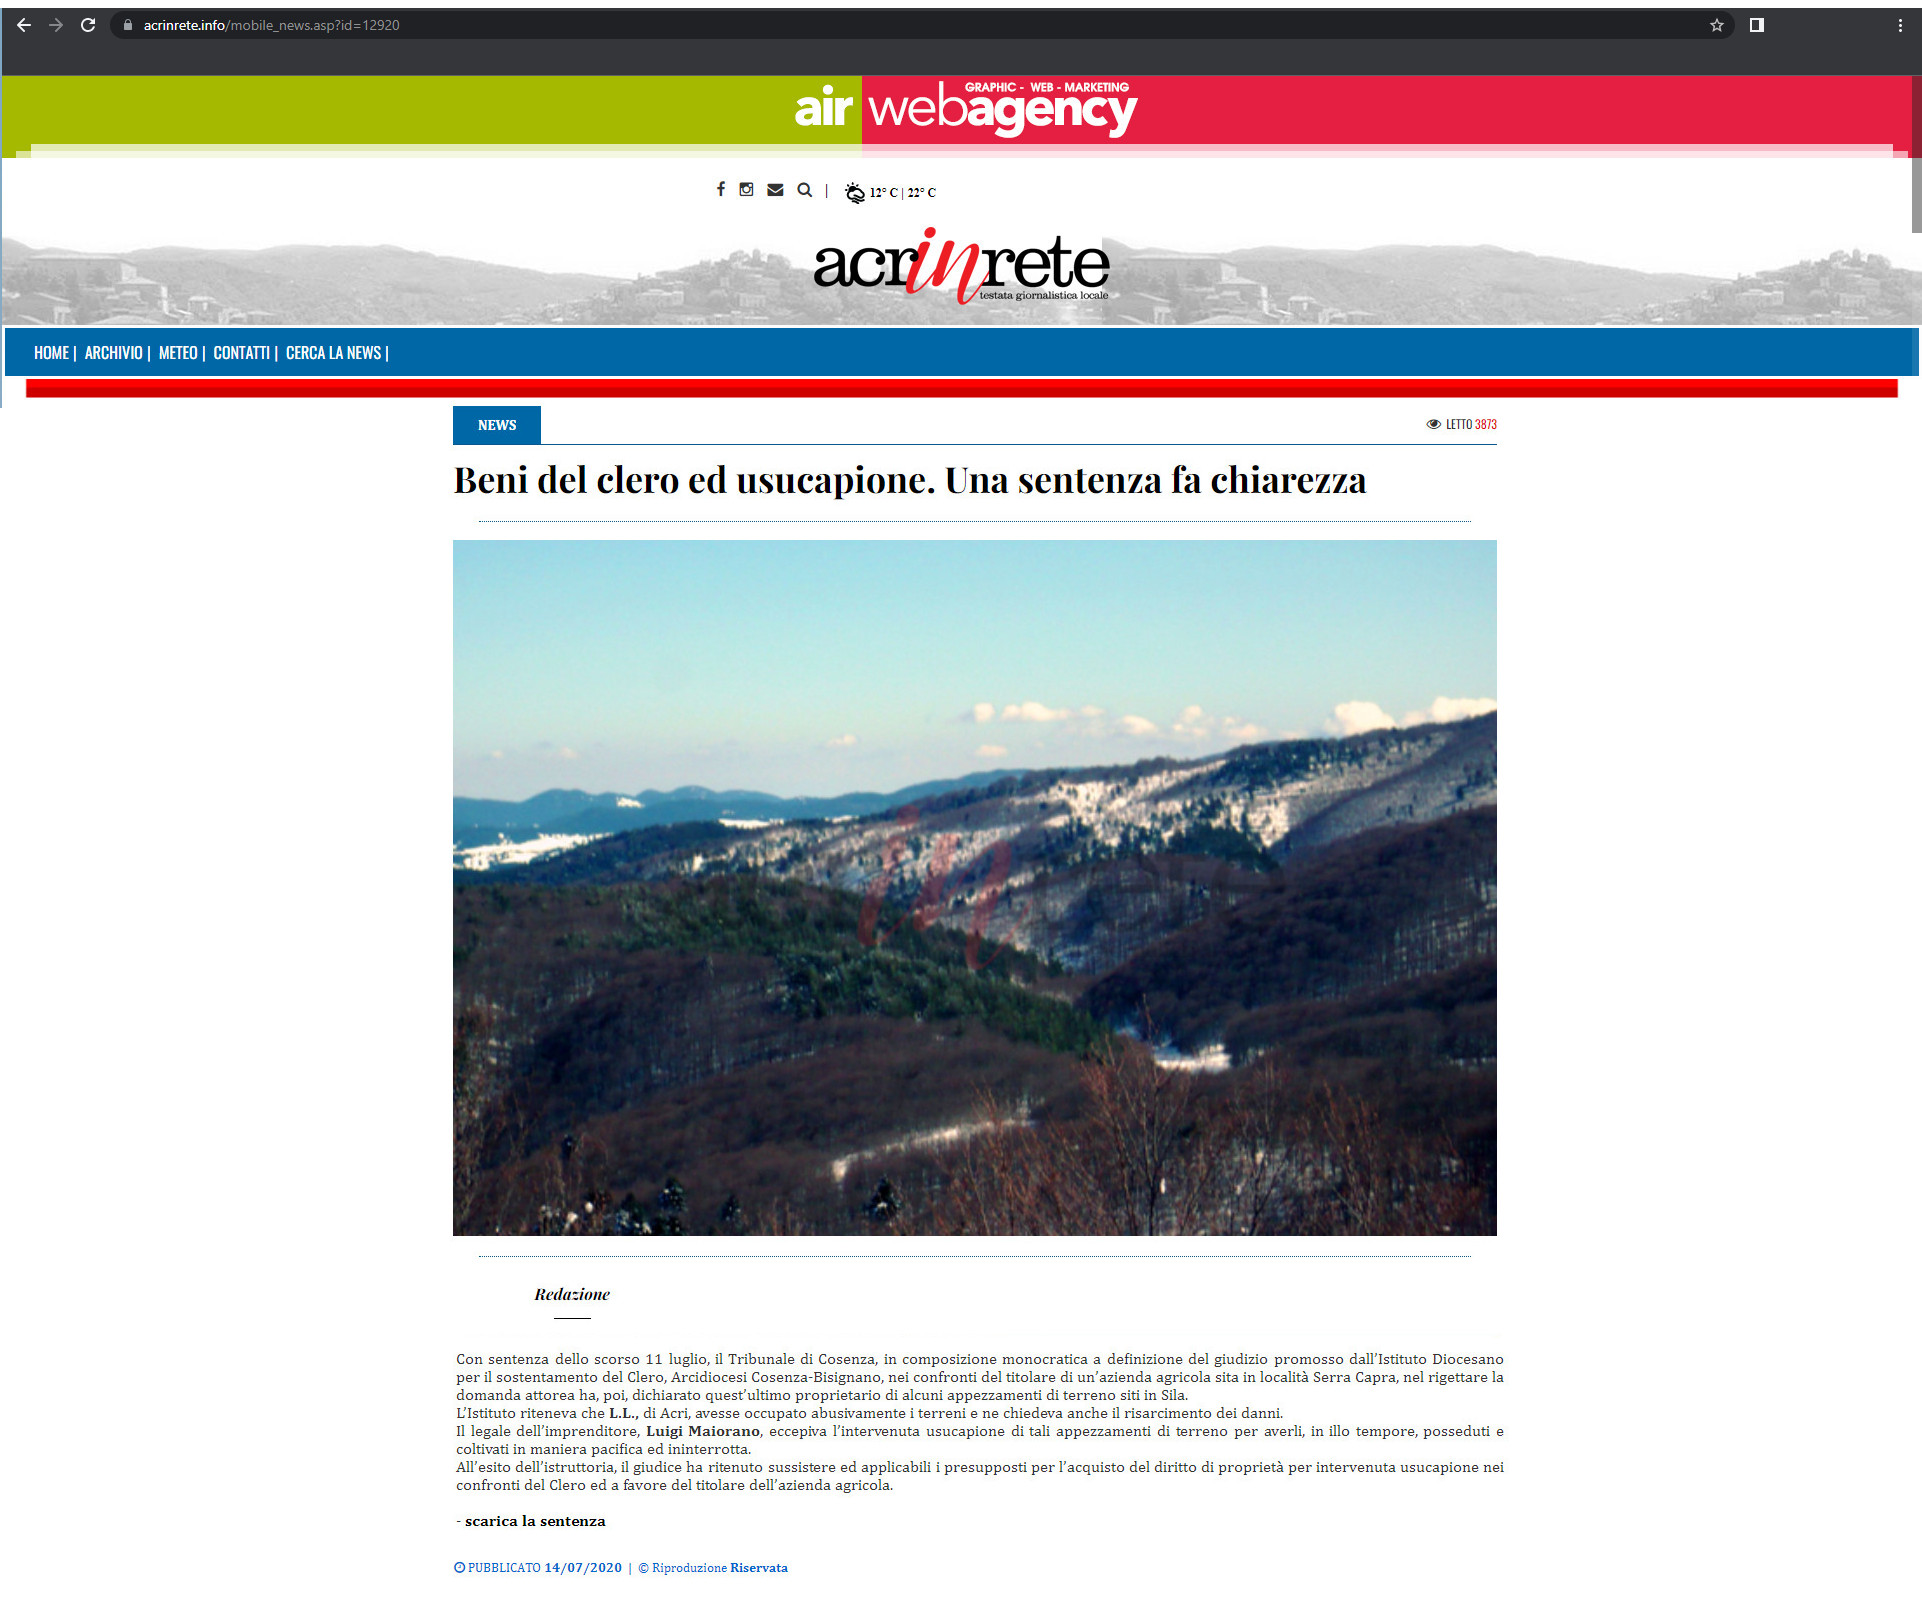 acrinrete.info/mobile_news.asp?id=12920
GRAPHIC - WEB - MARKETING
air webagency
| 12° C | 22° C
acrinrete
testata giornalistica locale
HOME | ARCHIVIO | METEO | CONTATTI | CERCA LA NEWS |
NEWS
LETTO 3873
Beni del clero ed usucapione. Una sentenza fa chiarezza
in
Redazione
Con sentenza dello scorso 11 luglio, il Tribunale di Cosenza, in composizione monocratica a definizione del giudizio promosso dall'Istituto Diocesano
per il sostentamento del Clero, Arcidiocesi Cosenza-Bisignano, nei confronti del titolare di un'azienda agricola sita in località Serra Capra, nel rigettare la
domanda attorea ha, poi, dichiarato quest'ultimo proprietario di alcuni appezzamenti di terreno siti in Sila.
L'Istituto riteneva che L.L., di Acri, avesse occupato abusivamente i terreni e ne chiedeva anche il risarcimento dei danni.
Il legale dell'imprenditore, Luigi Maiorano, eccepiva l'intervenuta usucapione di tali appezzamenti di terreno per averli, in illo tempore, posseduti e
coltivati in maniera pacifica ed ininterrotta.
All'esito dell'istruttoria, il giudice ha ritenuto sussistere ed applicabili i presupposti per l'acquisto del diritto di proprietà per intervenuta usucapione nei
confronti del Clero ed a favore del titolare dell'azienda agricola.
- scarica la sentenza
PUBBLICATO 14/07/2020 | © Riproduzione Riservata